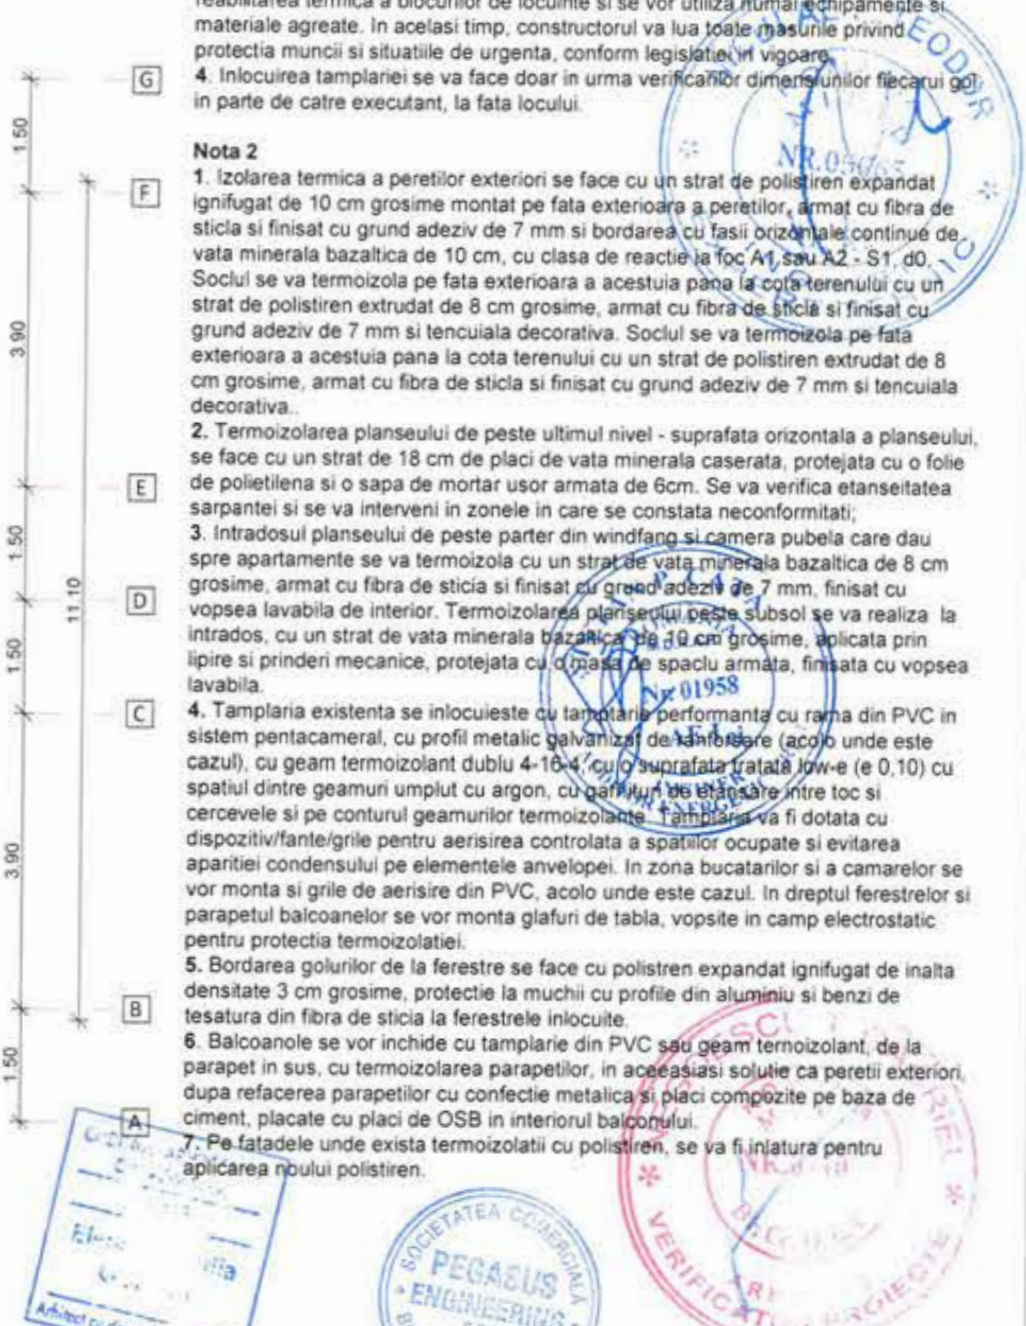 reabilitarea termica a blocurilor de locuinte si se vor utiliza numai echipamente si
materiale agreate. In acelasi timp, constructorul va lua toate masurile privind
protectia muncii si situatiile de urgenta, conform legislatiei in vigoare.
4. Inlocuirea tamplariei se va face doar in urma verificarilor dimensiunilor fiecarui gol
in parte de catre executant, la fata locului.
Nota 2
1. Izolarea termica a peretilor exteriori se face cu un strat de polistiren expandat
ignifugat de 10 cm grosime montat pe fata exterioara a peretilor, armat cu fibra de
sticla si finisat cu grund adeziv de 7 mm si bordarea cu fasii orizontale continue de
vata minerala bazaltica de 10 cm, cu clasa de reactie la foc A1 sau A2 - S1, d0.
Soclul se va termoizola pe fata exterioara a acestuia pana la cota terenului cu un
strat de polistiren extrudat de 8 cm grosime, armat cu fibra de sticla si finisat cu
grund adeziv de 7 mm si tencuiala decorativa. Soclul se va termoizola pe fata
exterioara a acestuia pana la cota terenului cu un strat de polistiren extrudat de 8
cm grosime, armat cu fibra de sticla si finisat cu grund adeziv de 7 mm si tencuiala
decorativa..
2. Termoizolarea planseului de peste ultimul nivel - suprafata orizontala a planseului,
se face cu un strat de 18 cm de placi de vata minerala caserata, protejata cu o folie
de polietilena si o sapa de mortar usor armata de 6cm. Se va verifica etanseitatea
sarpantei si se va interveni in zonele in care se constata neconformitati;
3. Intradosul planseului de peste parter din windfang si camera pubela care dau
spre apartamente se va termoizola cu un strat de vata minerala bazaltica de 8 cm
grosime, armat cu fibra de sticia si finisat cu grund adeziv de 7 mm, finisat cu
vopsea lavabila de interior. Termoizolarea planseului peste subsol se va realiza la
intrados, cu un strat de vata minerala bazaltica de 10 cm grosime, aplicata prin
lipire si prinderi mecanice, protejata cu o masa de spaclu armata, finisata cu vopsea
lavabila.
4. Tamplaria existenta se inlocuieste cu tamplarie performanta cu rama din PVC in
sistem pentacameral, cu profil metalic galvanizat de ranforsare (acolo unde este
cazul), cu geam termoizolant dublu 4-16-4, cu o suprafata tratata low-e (e 0,10) cu
spatiul dintre geamuri umplut cu argon, cu garnituri de etansare intre toc si
cercevele si pe conturul geamurilor termoizolante. Tamplaria va fi dotata cu
dispozitiv/fante/grile pentru aerisirea controlata a spatiilor ocupate si evitarea
aparitiei condensului pe elementele anvelopei. In zona bucatarilor si a camarelor se
vor monta si grile de aerisire din PVC, acolo unde este cazul. In dreptul ferestrelor si
parapetul balcoanelor se vor monta glafuri de tabla, vopsite in camp electrostatic
pentru protectia termoizolatiei.
5. Bordarea golurilor de la ferestre se face cu polistren expandat ignifugat de inalta
densitate 3 cm grosime, protectie la muchii cu profile din aluminiu si benzi de
tesatura din fibra de sticia la ferestrele inlocuite.
6. Balcoanole se vor inchide cu tamplarie din PVC sau geam ternoizolant, de la
parapet in sus, cu termoizolarea parapetilor, in aceeasiasi solutie ca peretii exteriori,
dupa refacerea parapetilor cu confectie metalica si placi compozite pe baza de
ciment, placate cu placi de OSB in interiorul balconului.
7. Pe fatadele unde exista termoizolatii cu polistiren, se va fi inlatura pentru
aplicarea noului polistiren.
G
F
E
D
C
B
A
1.50
3.90
1.50
1.50
3.90
1.50
11.10
Nr. 01958
SOCIETATEA COMERCIALA
PEGASUS
ENGINEERING
VERIFICATOR PROIECTE